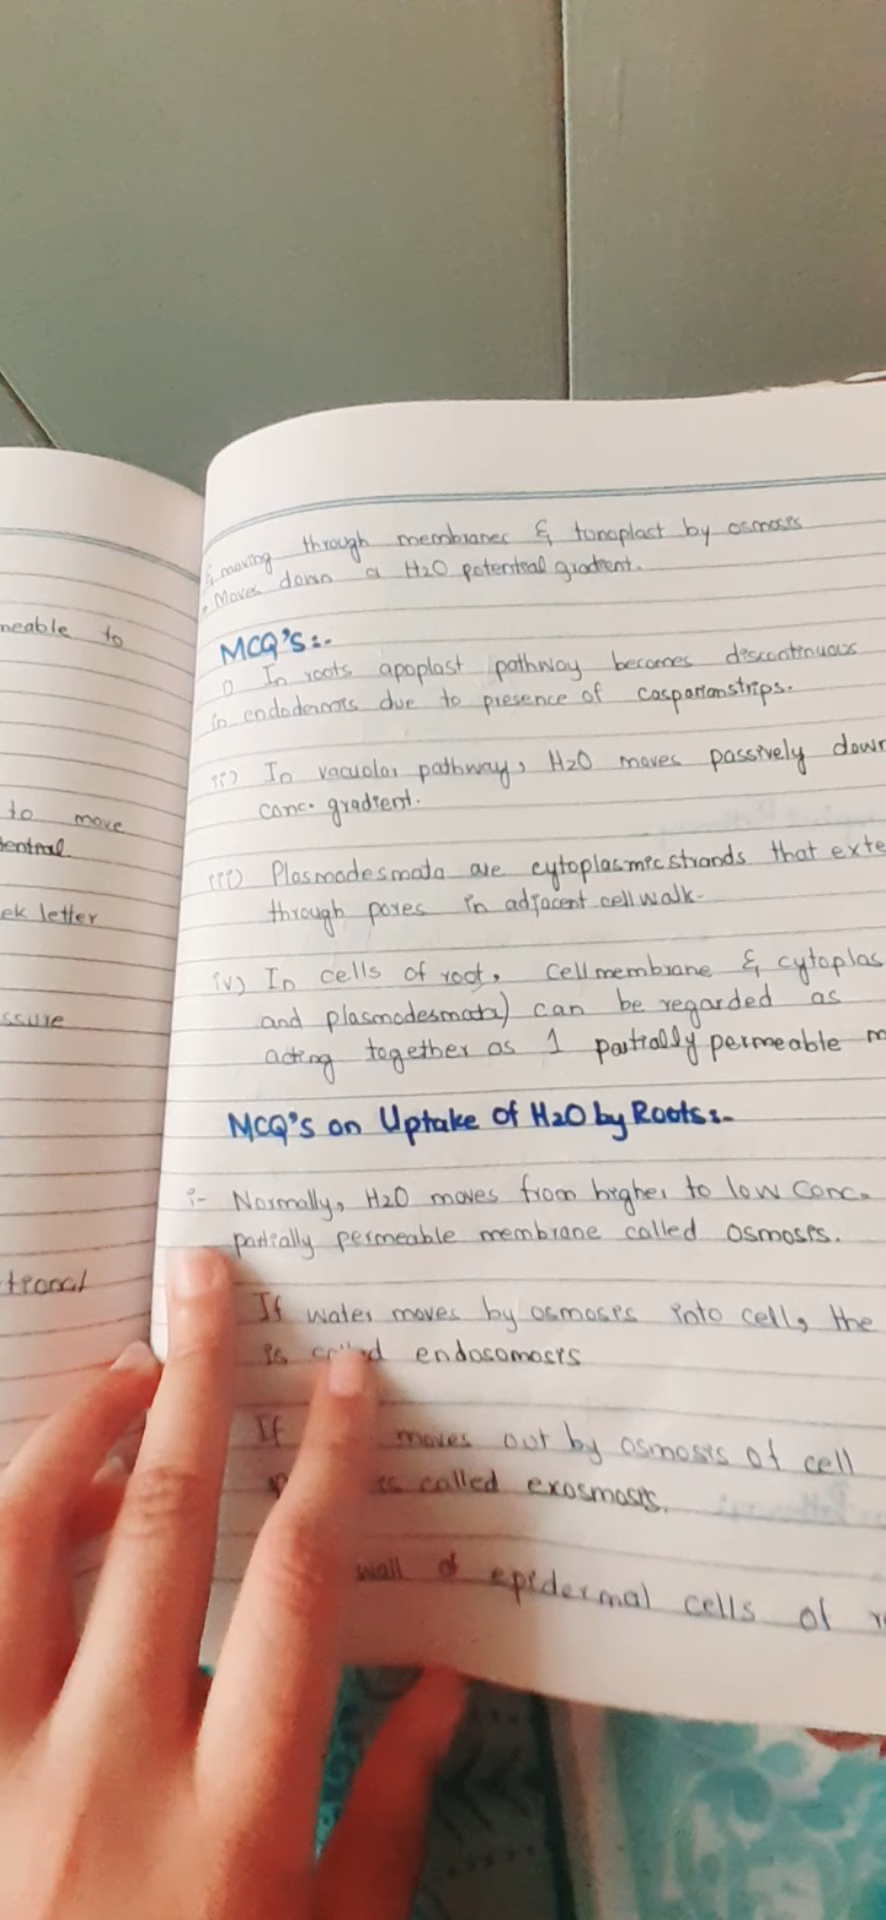 neable to
to move
tential
ek letter
ssure
tional
& moving through membranes & tonoplast by osmosis
. Moves down a H2O potential gradient.
MCQ's:-
i) In roots apoplast pathway becomes discontinuous
in endodermis due to presence of casparianstrips.
ii) In vacuolar pathway, H2O moves passively down
conc. gradient.
iii) Plasmodesmata are cytoplasmic strands that exte
through pores in adjacent cell walls.
iv) In cells of root, cell membrane & cytoplas
and plasmodesmata) can be regarded as
acting together as 1 partially permeable m
MCQ's on Uptake of H2O by Roots:-
i- Normally, H2O moves from higher to low conc.
partially permeable membrane called osmosis.
If water moves by osmosis into cell, the
is called endosomosis
If moves out by osmosis of cell
is called exosmosis.
wall of epidermal cells of r